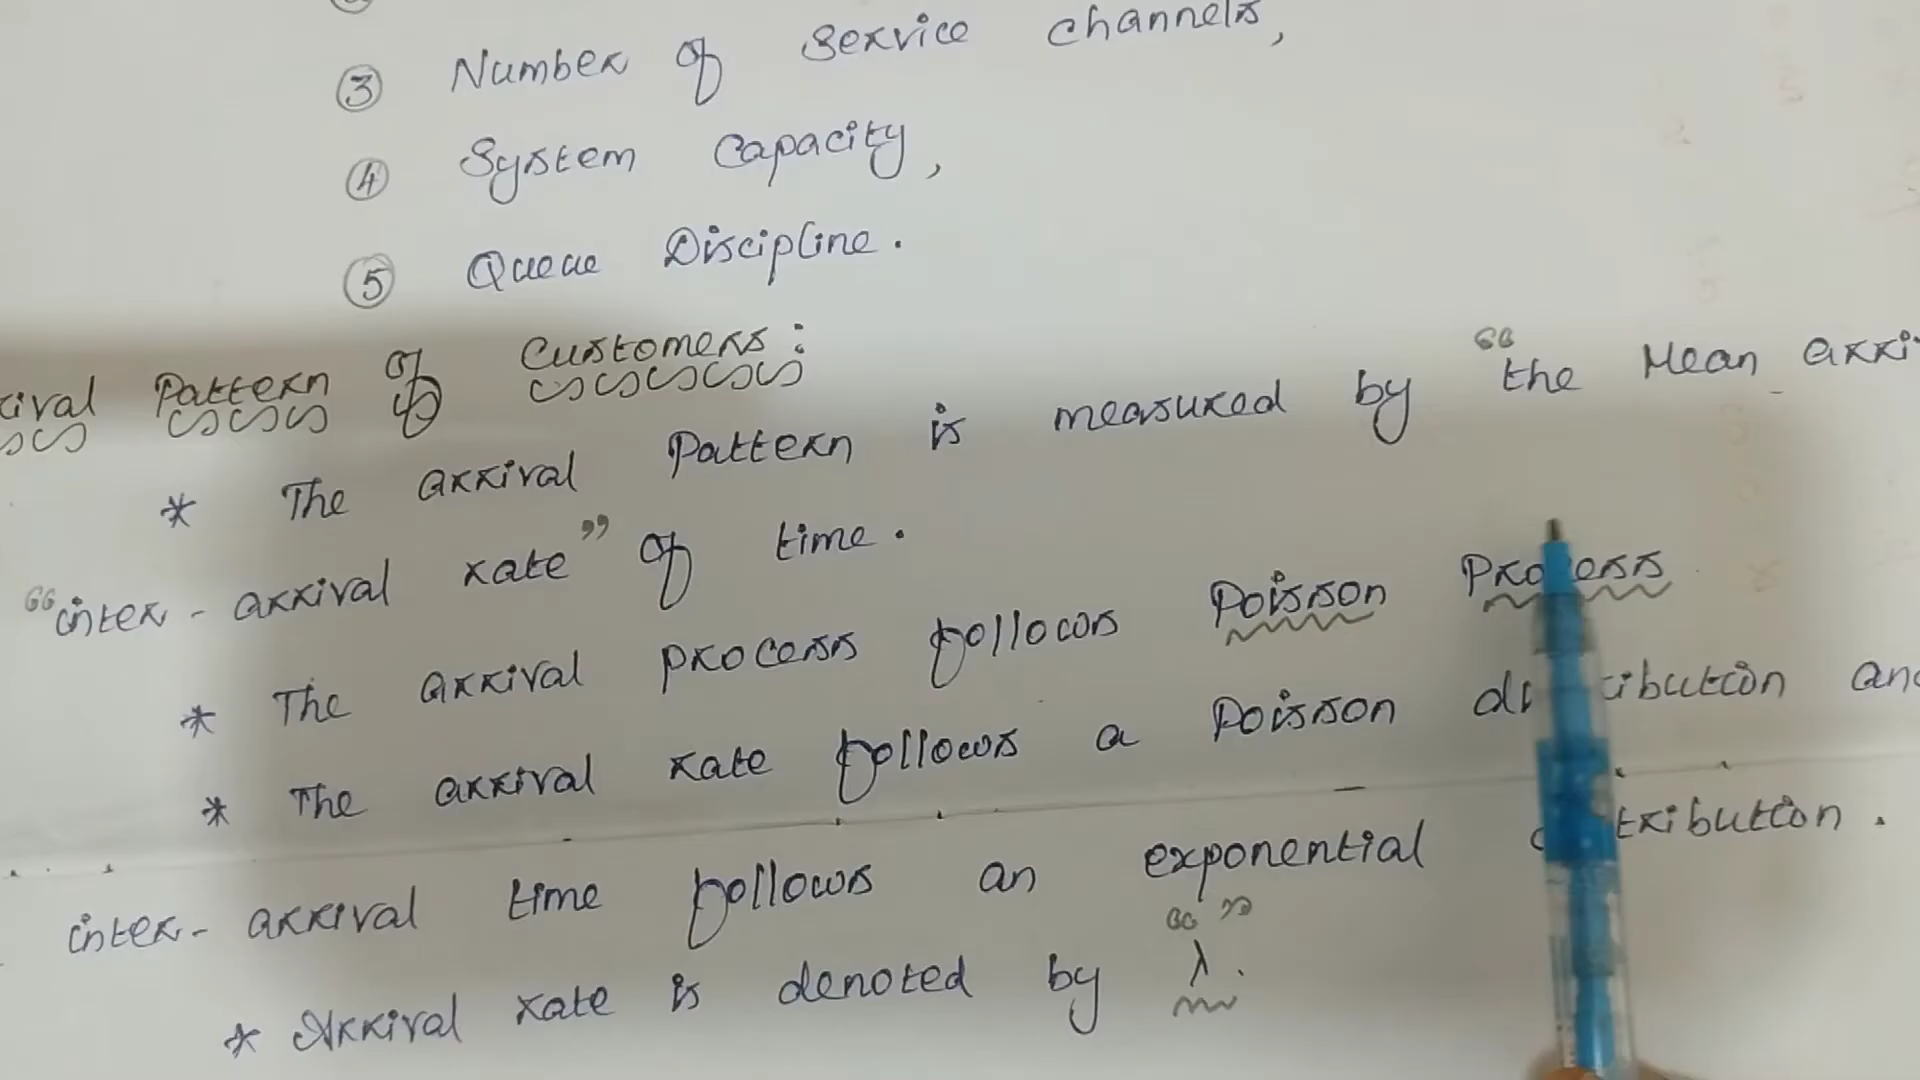 ③ Number of service channels,
④ System Capacity,
⑤ Queue Discipline.
Pattern of Customers:
* The arrival Pattern is measured by "the Mean
"inter-arrival rate" of time.
* The arrival process follows Poisson Process
* The arrival rate follows a Poisson distribution and
inter-arrival time follows an exponential distribution.
* Arrival rate is denoted by "λ".